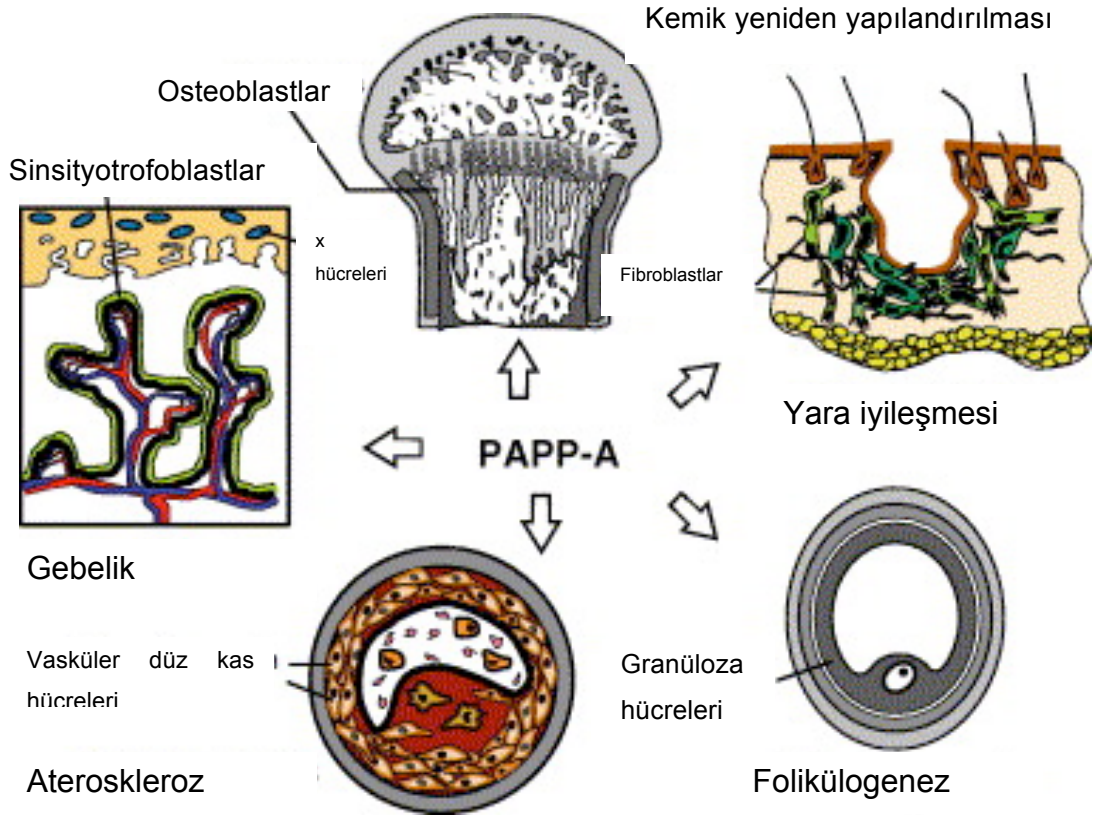 Kemik yeniden yapılandırılması
Osteoblastlar
Sinsityotrofoblastlar
x
hücreleri
Fibroblastlar
Yara iyileşmesi
PAPP-A
Gebelik
Vasküler düz kas
hücreleri
Granüloza
hücreleri
Ateroskleroz
Folikülogenez